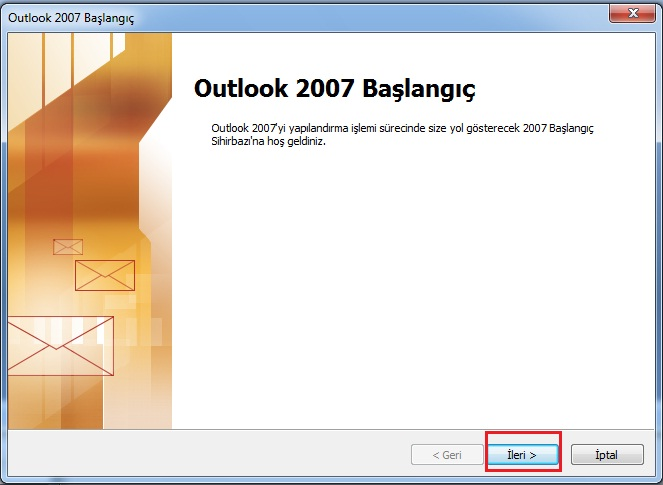 Outlook 2007 Başlangıç
Outlook 2007 Başlangıç
Outlook 2007'yi yapılandırma işlemi sürecinde size yol gösterecek 2007 Başlangıç
Sihirbazı'na hoş geldiniz.
< Geri
İleri >
İptal